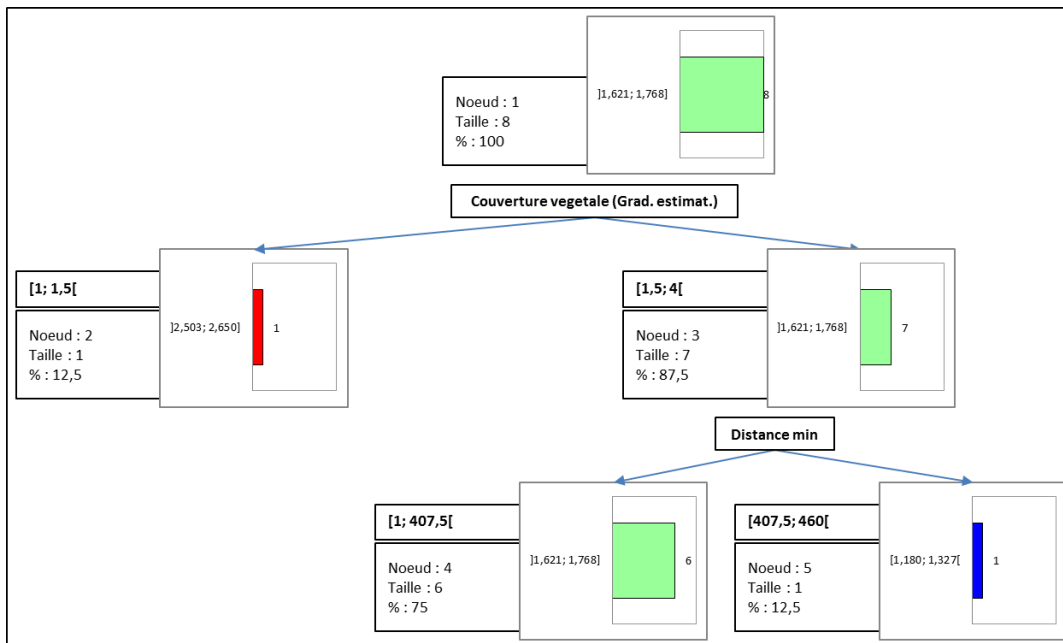 ]1,621; 1,768]
8
Noeud : 1
Taille : 8
% : 100
Couverture vegetale (Grad. estimat.)
[1; 1,5[
Noeud : 2
Taille : 1
% : 12,5
]2,503; 2,650]
1
[1,5; 4[
Noeud : 3
Taille : 7
% : 87,5
]1,621; 1,768]
7
Distance min
[1; 407,5[
Noeud : 4
Taille : 6
% : 75
]1,621; 1,768]
6
[407,5; 460[
Noeud : 5
Taille : 1
% : 12,5
[1,180; 1,327[
1